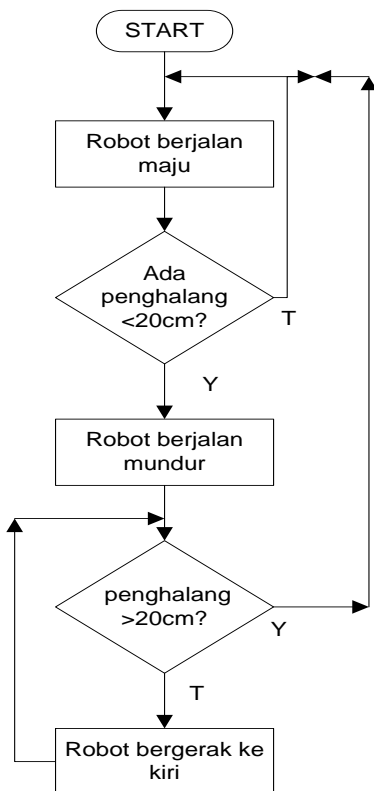 START
Robot berjalan
maju
Ada
penghalang
<20cm?
T
Y
Robot berjalan
mundur
penghalang
>20cm?
Y
T
Robot bergerak ke
kiri